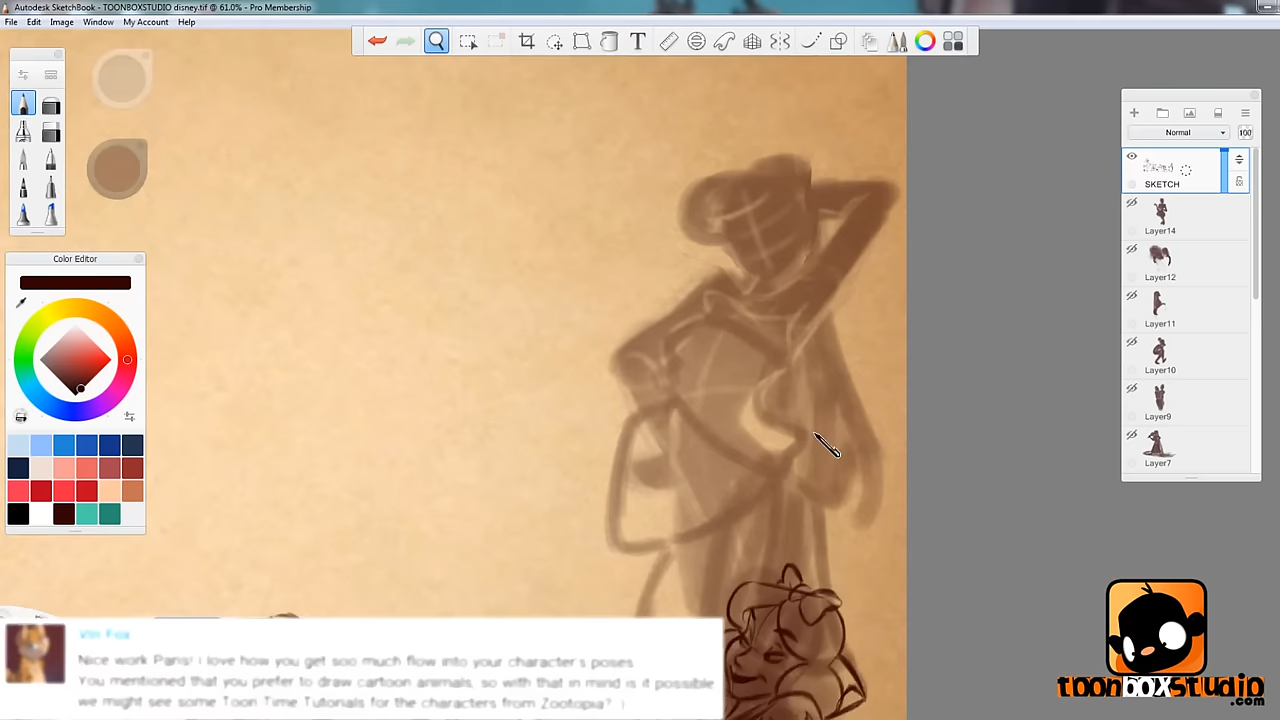 Autodesk SketchBook - TOONBOXSTUDIO disney.tif @ 61.0% - Pro Membership
File Edit Image Window My Account Help
T
Normal
100
SKETCH
Layer14
Layer12
Layer11
Layer10
Layer9
Layer7
Color Editor
Vin Fox
Nice work Paris! i love how you get soo much flow into your character's poses
You mentioned that you prefer to draw cartoon animals, so with that in mind is it possible
we might see some Toon Time Tutorials for the characters from Zootopia? :)
toonboxstudio
.com